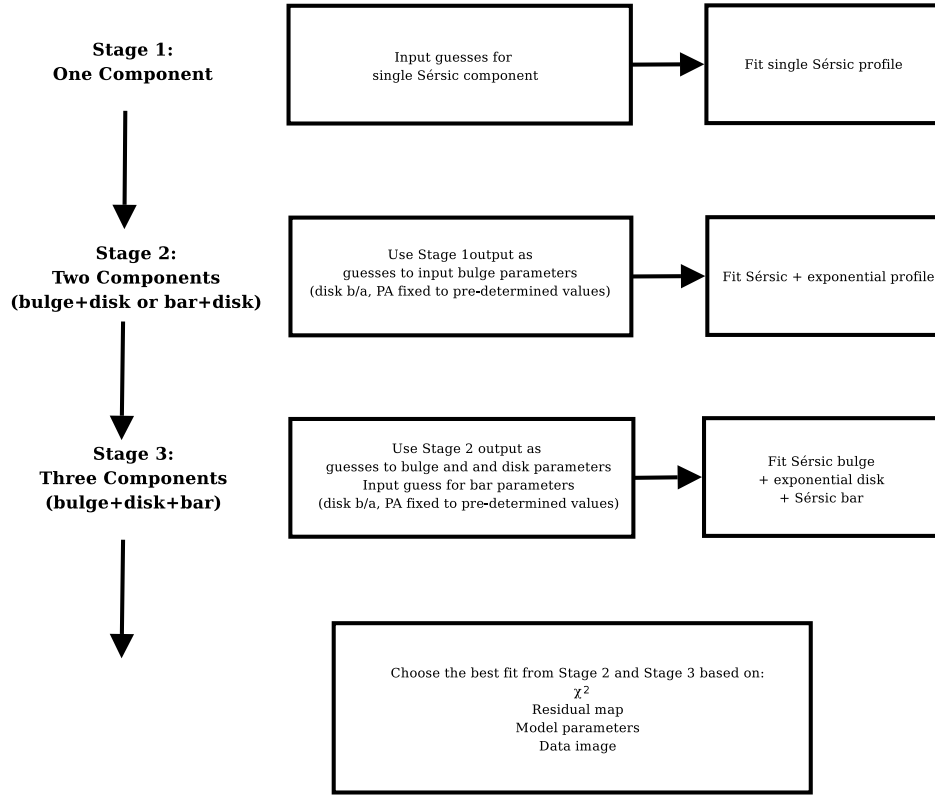 Stage 1:
One Component
Input guesses for
single Sérsic component
Fit single Sérsic profile
Stage 2:
Two Components
(bulge+disk or bar+disk)
Use Stage 1output as
guesses to input bulge parameters
(disk b/a, PA fixed to pre-determined values)
Fit Sérsic + exponential profile
Stage 3:
Three Components
(bulge+disk+bar)
Use Stage 2 output as
guesses to bulge and and disk parameters
Input guess for bar parameters
(disk b/a, PA fixed to pre-determined values)
Fit Sérsic bulge
+ exponential disk
+ Sérsic bar
Choose the best fit from Stage 2 and Stage 3 based on:
χ²
Residual map
Model parameters
Data image